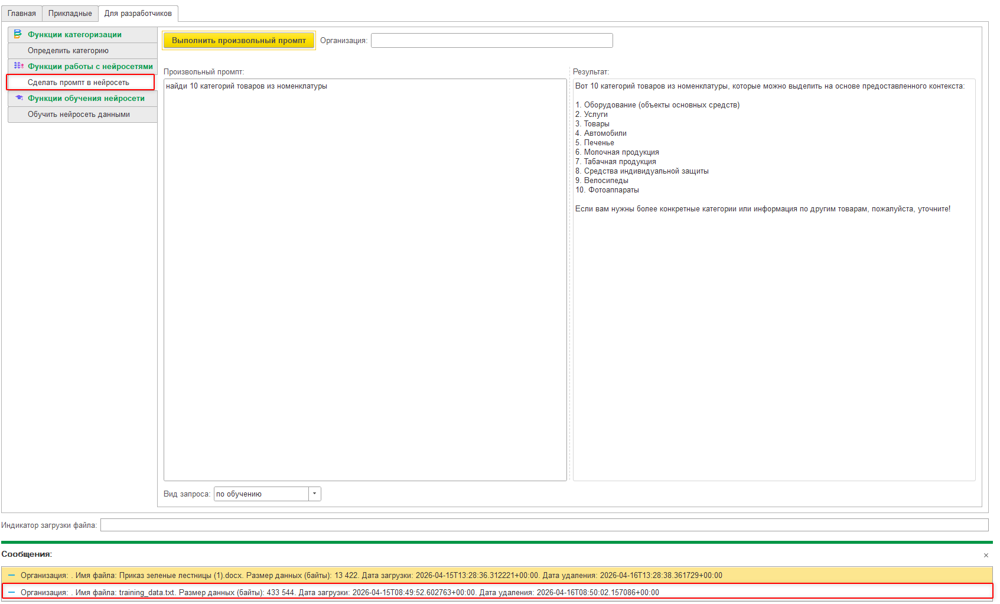 Главная
Прикладные
Для разработчиков
Функции категоризации
Определить категорию
Функции работы с нейросетями
Сделать промпт в нейросеть
Функции обучения нейросети
Обучить нейросеть данными
Выполнить произвольный промпт
Организация:
Произвольный промпт:
найди 10 категорий товаров из номенклатуры
Результат:
Вот 10 категорий товаров из номенклатуры, которые можно выделить на основе предоставленного контекста:
1. Оборудование (объекты основных средств)
2. Услуги
3. Товары
4. Автомобили
5. Печенье
6. Молочная продукция
7. Табачная продукция
8. Средства индивидуальной защиты
9. Велосипеды
10. Фотоаппараты
Если вам нужны более конкретные категории или информация по другим товарам, пожалуйста, уточните!
Вид запроса: по обучению
Индикатор загрузки файла:
Сообщения:
Организация: . Имя файла: Приказ зеленые лестницы (1).docx. Размер данных (байты): 13 422. Дата загрузки: 2026-04-15T13:28:36.312221+00:00. Дата удаления: 2026-04-16T13:28:38.361729+00:00
Организация: . Имя файла: training_data.txt. Размер данных (байты): 433 544. Дата загрузки: 2026-04-15T08:49:52.602763+00:00. Дата удаления: 2026-04-16T08:50:02.157086+00:00